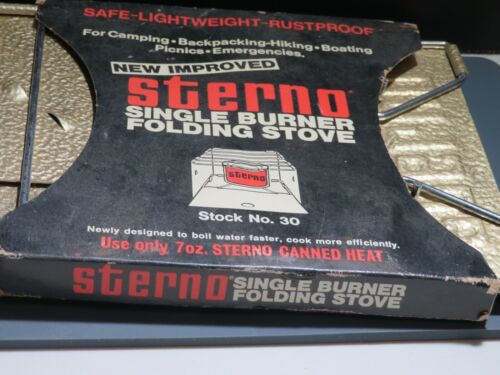 SAFE-LIGHTWEIGHT-RUSTPROOF
For Camping • Backpacking-Hiking • Boating
Picnics • Emergencies.
NEW IMPROVED
sterno®
SINGLE BURNER
FOLDING STOVE
sterno
Stock No. 30
Newly designed to boil water faster, cook more efficiently.
Use only 7oz. STERNO CANNED HEAT
sterno® SINGLE BURNER
FOLDING STOVE